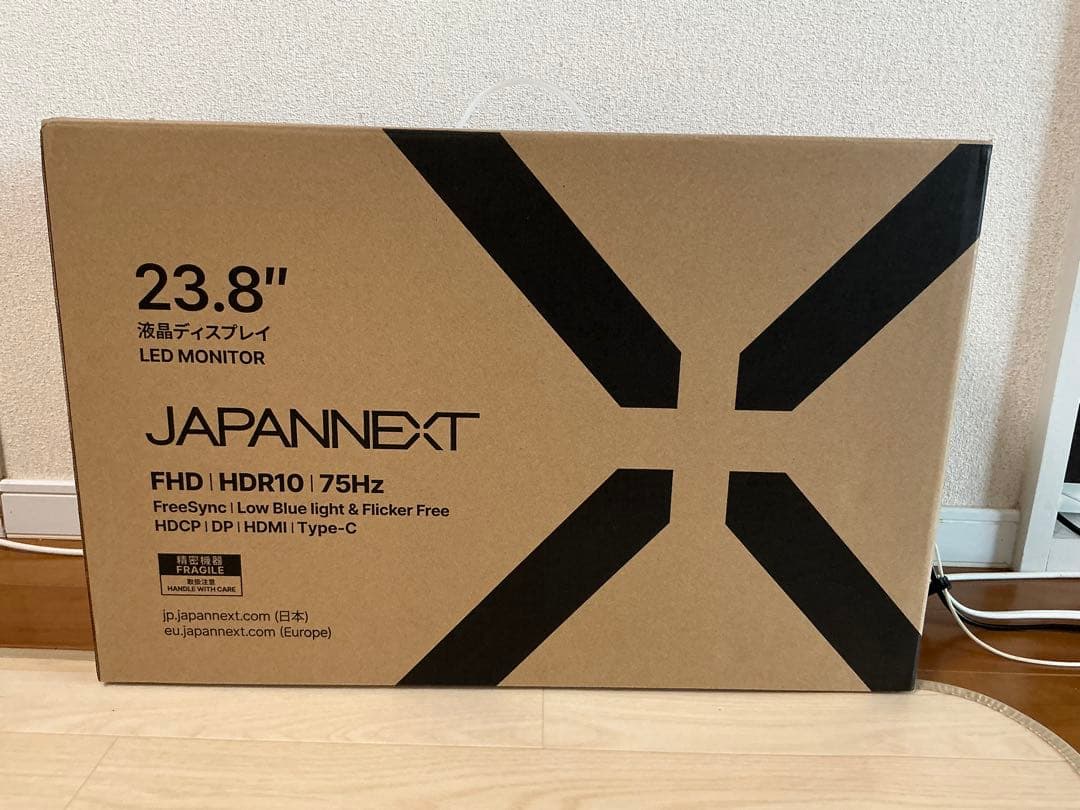 23.8"
液晶ディスプレイ
LED MONITOR
JAPANNEXT
FHD | HDR10 | 75Hz
FreeSync | Low Blue light & Flicker Free
HDCP | DP | HDMI | Type-C
精密機器
FRAGILE
取扱注意
HANDLE WITH CARE
jp.japannext.com (日本)
eu.japannext.com (Europe)